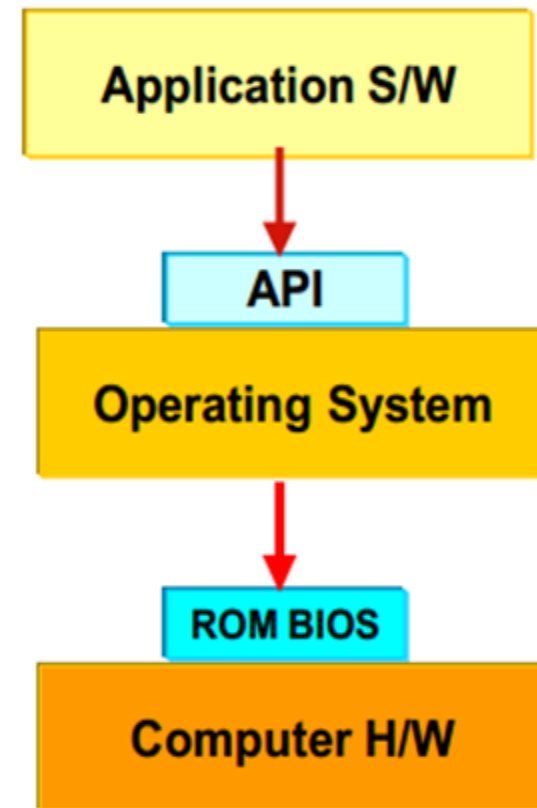 Application S/W
API
Operating System
ROM BIOS
Computer H/W